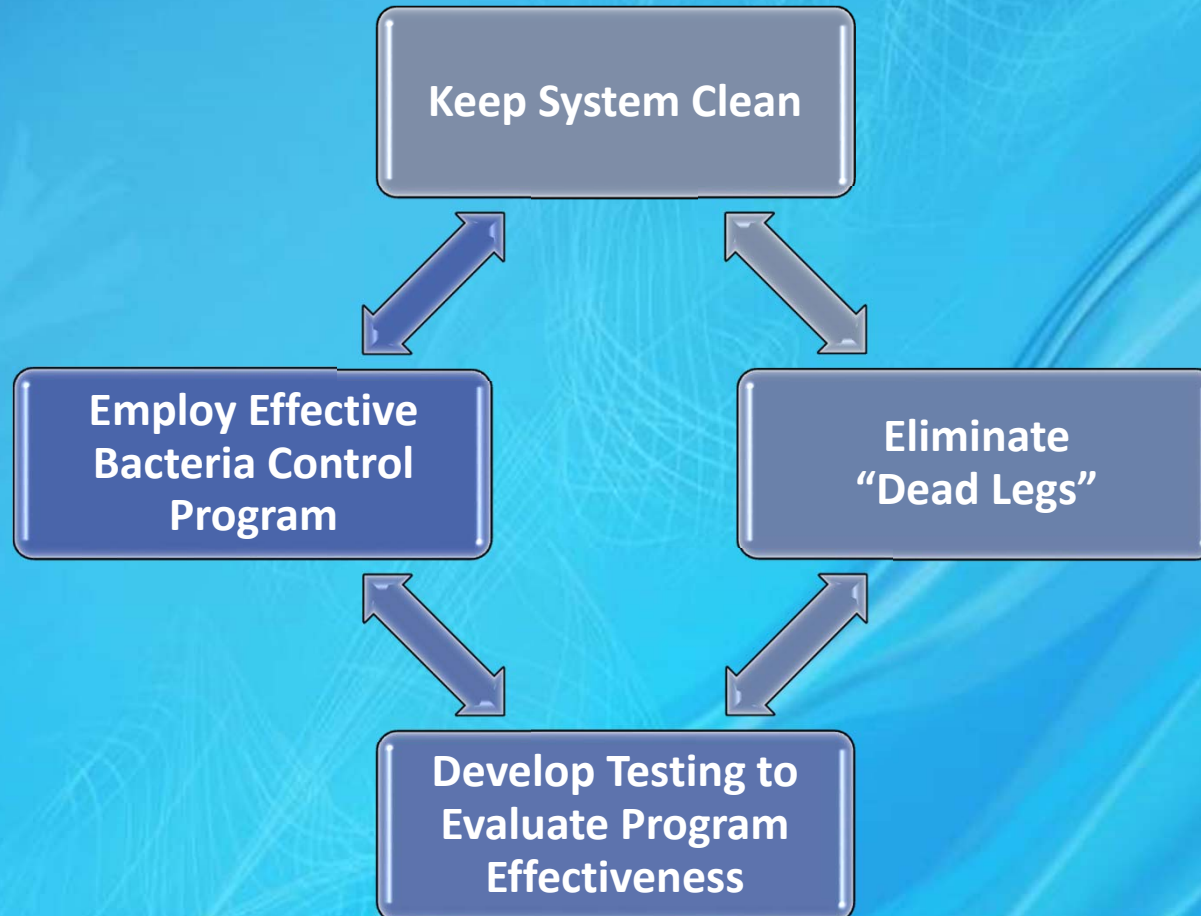 Keep System Clean
Employ Effective
Bacteria Control
Program
Eliminate
“Dead Legs”
Develop Testing to
Evaluate Program
Effectiveness